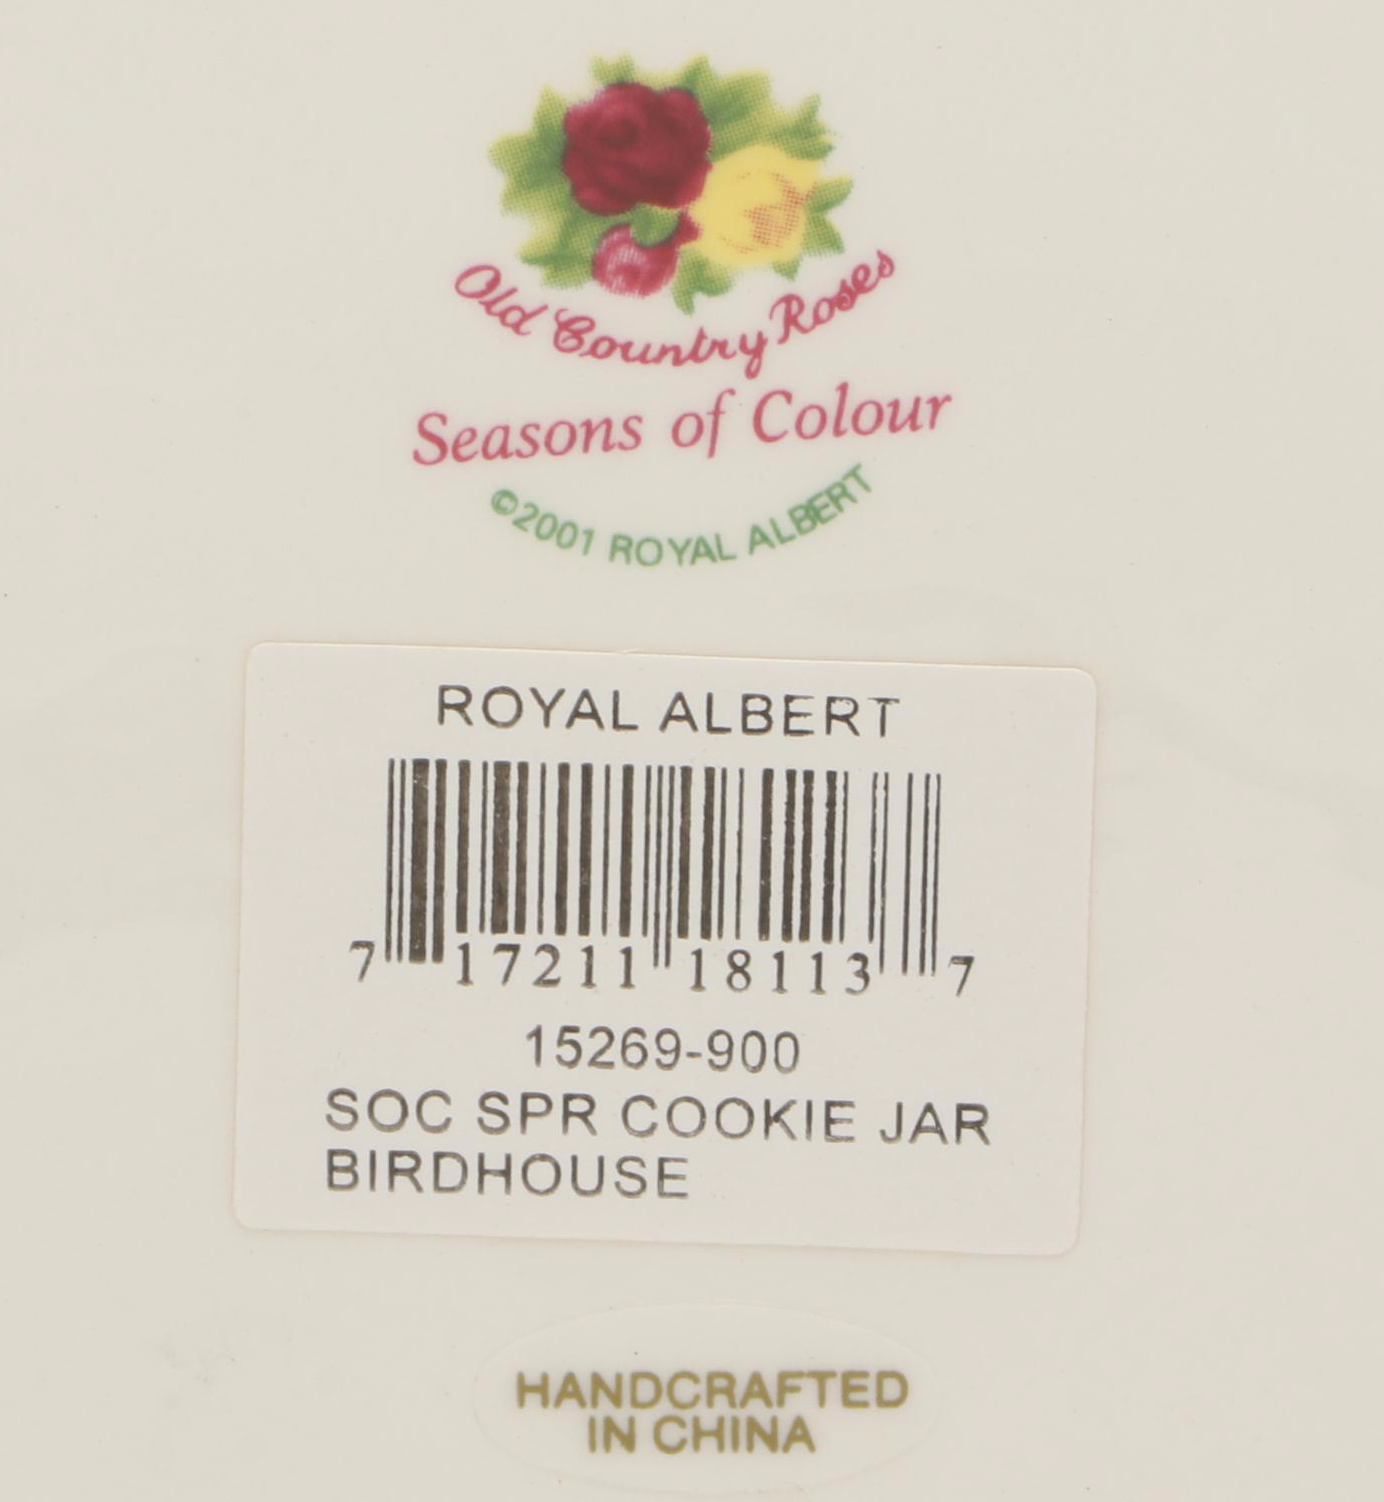 Old Country Roses
Seasons of Colour
©2001 ROYAL ALBERT
ROYAL ALBERT
7 17211 18113 7
15269-900
SOC SPR COOKIE JAR
BIRDHOUSE
HANDCRAFTED
IN CHINA